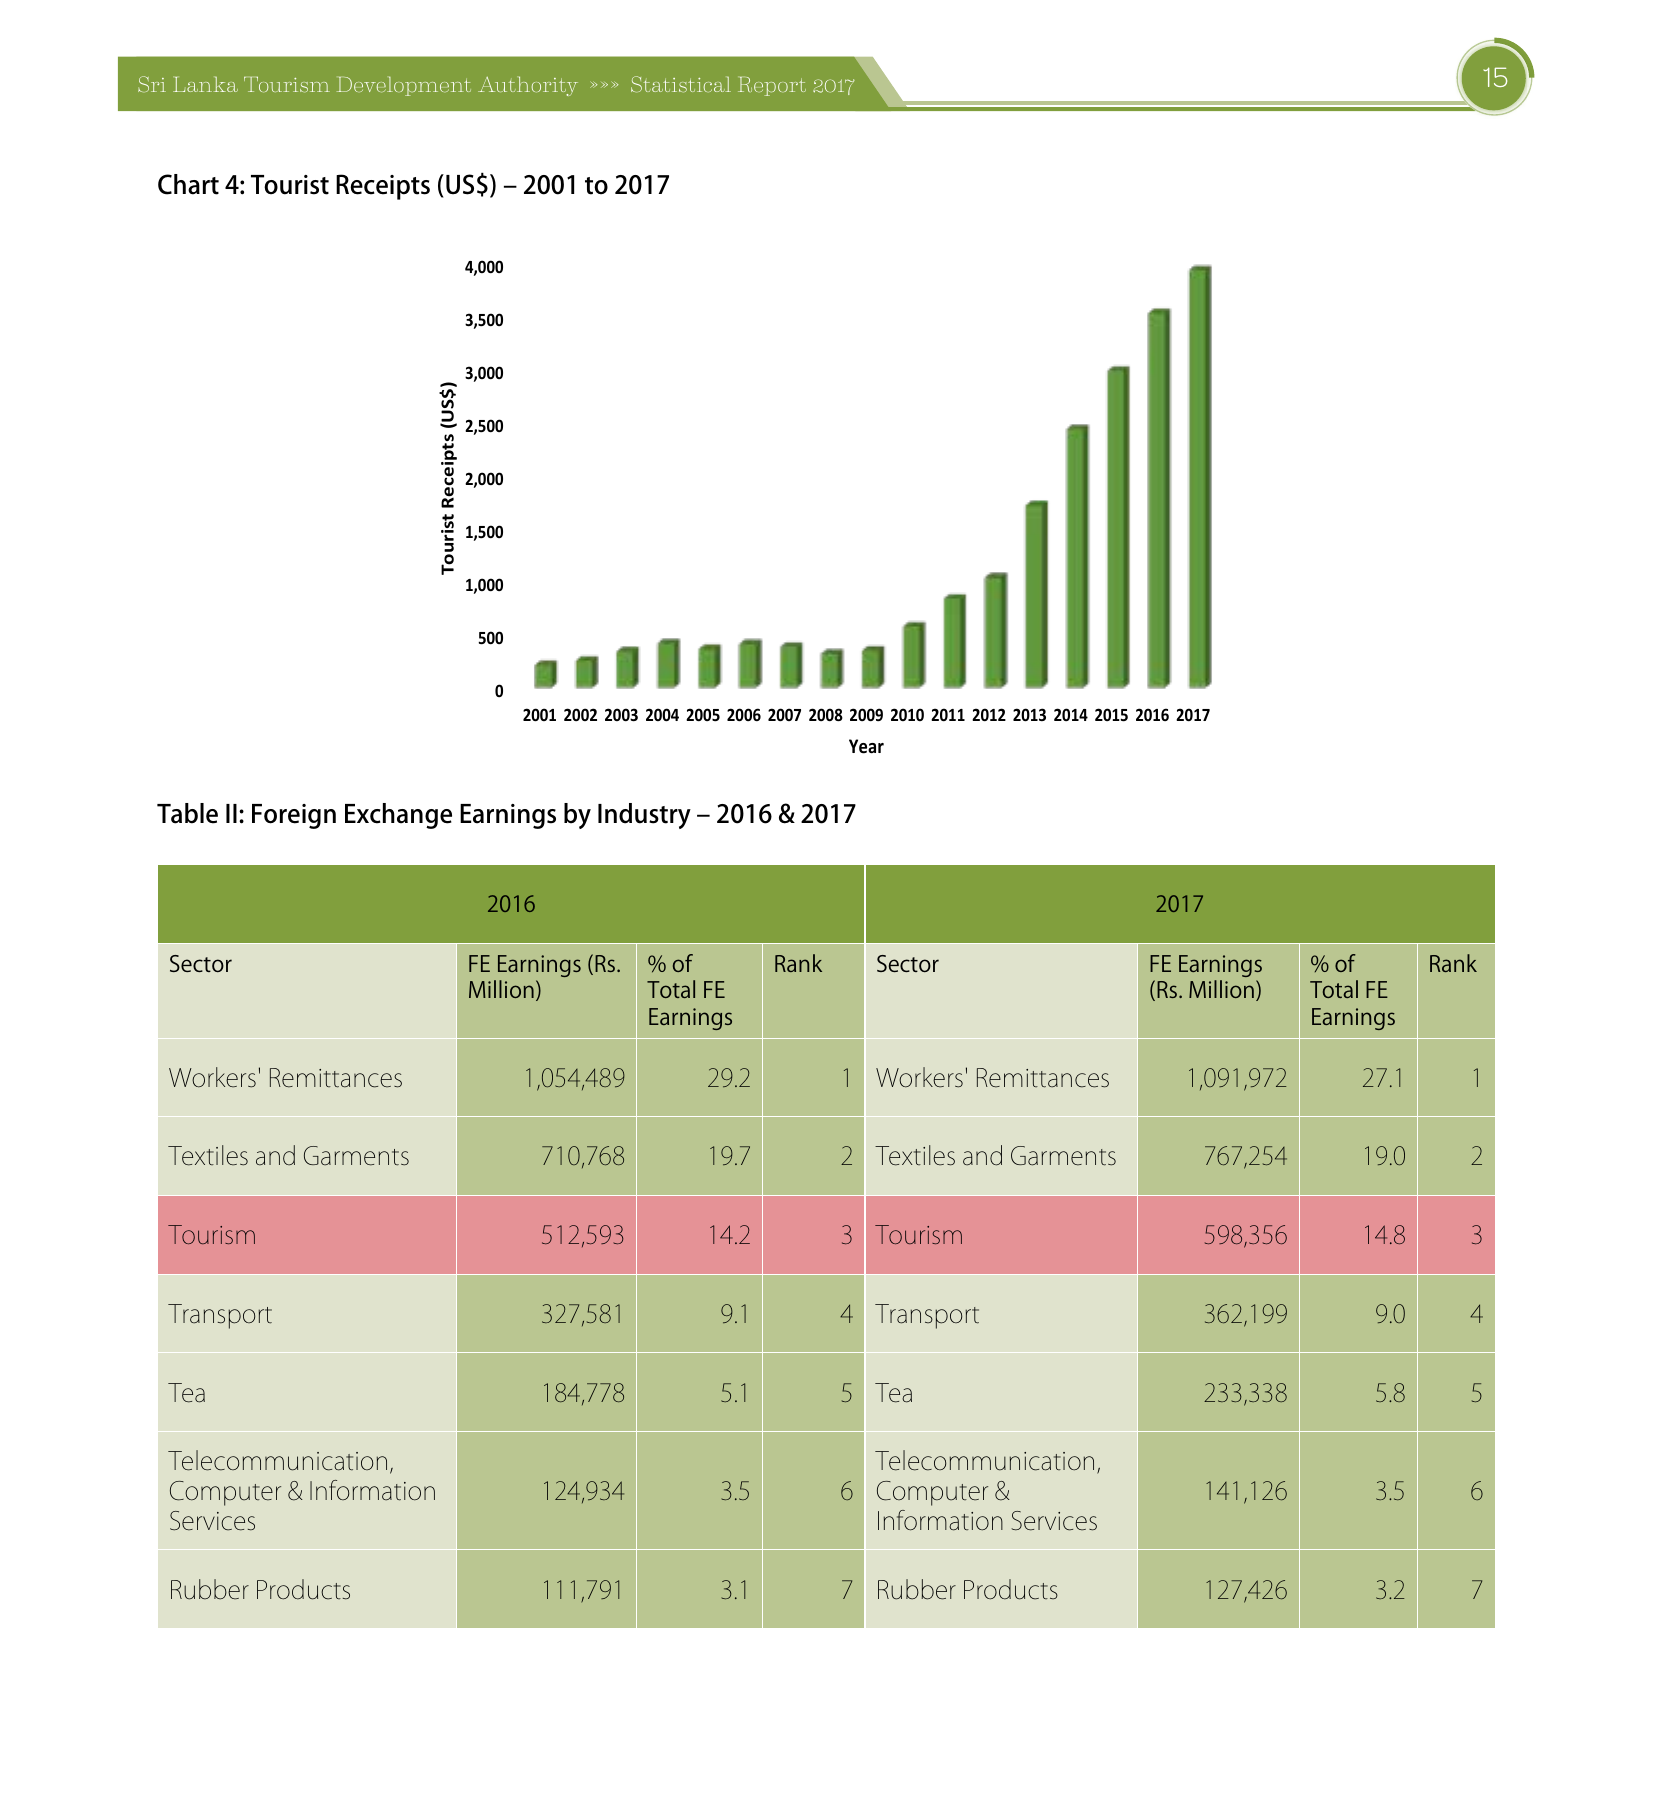 Sri Lanka Tourism Development Authority »»» Statistical Report 2017
15
Chart 4: Tourist Receipts (US$) – 2001 to 2017
4,000
3,500
3,000
2,500
2,000
1,500
1,000
500
0
Tourist Receipts (US$)
2001 2002 2003 2004 2005 2006 2007 2008 2009 2010 2011 2012 2013 2014 2015 2016 2017
Year
Table II: Foreign Exchange Earnings by Industry – 2016 & 2017
2016 2017
Sector FE Earnings (Rs. % of Rank Sector FE Earnings % of Rank
Million) Total FE (Rs. Million) Total FE
Earnings Earnings
Workers' Remittances 1,054,489 29.2 1 Workers' Remittances 1,091,972 27.1 1
Textiles and Garments 710,768 19.7 2 Textiles and Garments 767,254 19.0 2
Tourism 512,593 14.2 3 Tourism 598,356 14.8 3
Transport 327,581 9.1 4 Transport 362,199 9.0 4
Tea 184,778 5.1 5 Tea 233,338 5.8 5
Telecommunication, Telecommunication,
Computer & Information 124,934 3.5 6 Computer & 141,126 3.5 6
Services Information Services
Rubber Products 111,791 3.1 7 Rubber Products 127,426 3.2 7